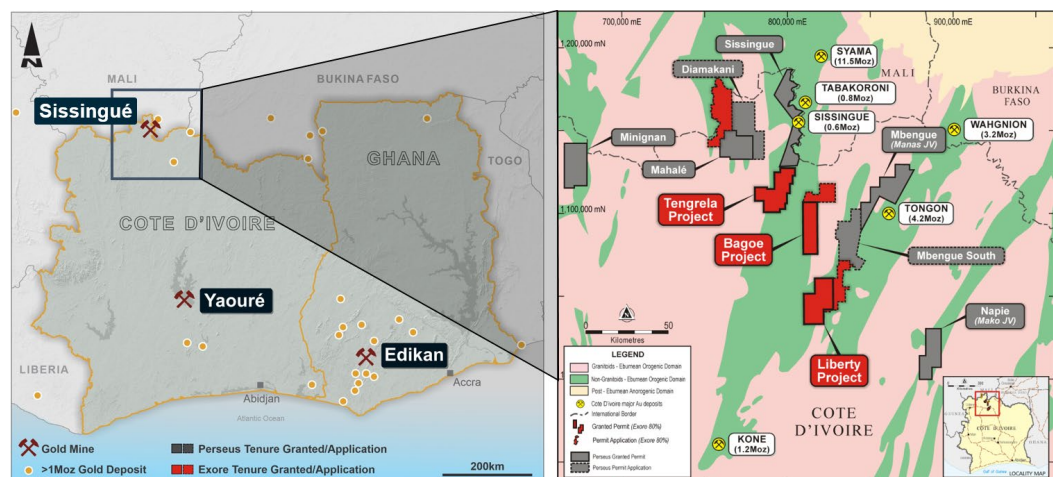 MALI
BURKINA FASO
Sissingué
GHANA
TOGO
COTE D'IVOIRE
Yaouré
Edikan
LIBERIA
Abidjan
Accra
Atlantic Ocean
Gold Mine
Perseus Tenure Granted/Application
>1Moz Gold Deposit
Exore Tenure Granted/Application
200km
700,000 mE
800,000 mE
900,000 mE
1,200,000 mN
1,100,000 mN
Sissingue
SYAMA
(11.5Moz)
MALI
Diamakani
TABAKORONI
(0.8Moz)
BURKINA
FASO
SISSINGUE
(0.6Moz)
WAHGNION
(3.2Moz)
Minignan
Mbengue
(Manas JV)
Mahalé
Tengrela
Project
TONGON
(4.2Moz)
Bagoe
Project
Mbengue South
0
50
Kilometres
Napie
(Mako JV)
LEGEND
Granitoids - Eburnean Orogenic Domain
Non-Granitoids - Eburnean Orogenic Domain
Post - Eburnean Anorogenic Domain
Cote D'Ivoire major Au deposits
International Border
Granted Permit (Exore 80%)
Permit Application (Exore 80%)
Perseus Granted Permit
Perseus Permit Application
Liberty
Project
COTE
D'IVOIRE
KONE
(1.2Moz)
COTE D'IVOIRE
LOCALITY MAP